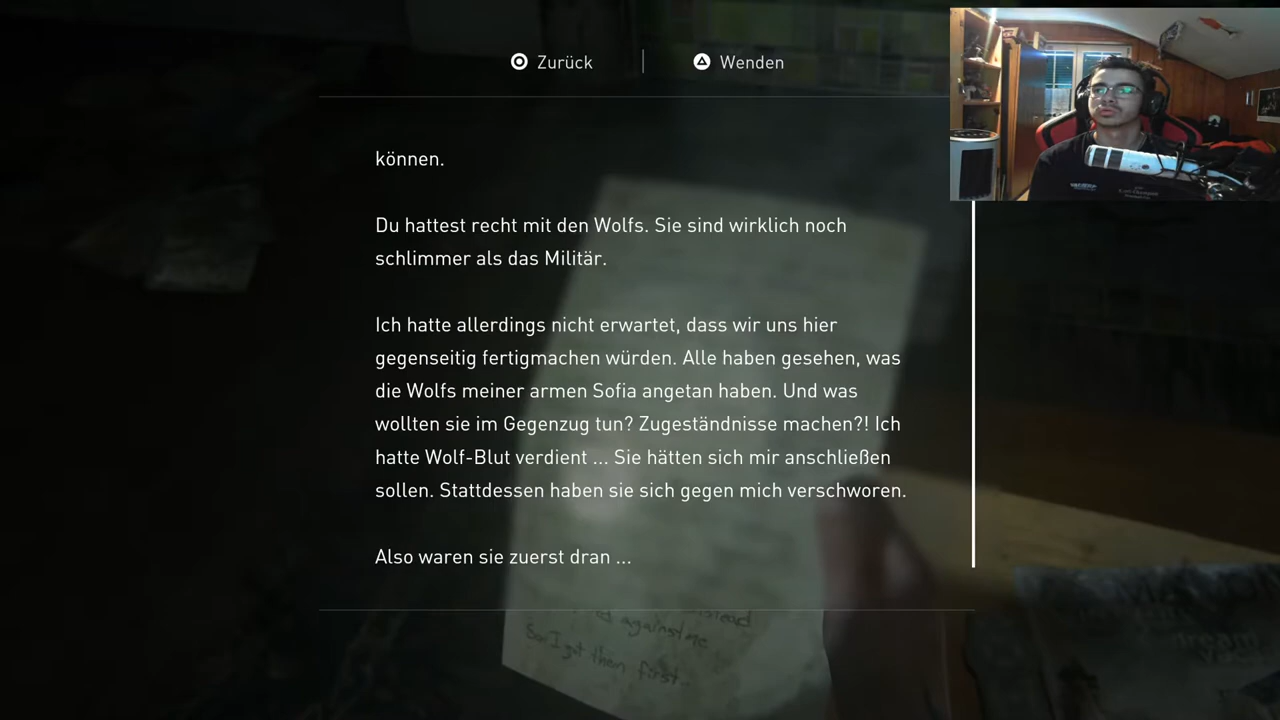 Zurück
Wenden
können.
Du hattest recht mit den Wolfs. Sie sind wirklich noch
schlimmer als das Militär.
Ich hatte allerdings nicht erwartet, dass wir uns hier
gegenseitig fertigmachen würden. Alle haben gesehen, was
die Wolfs meiner armen Sofia angetan haben. Und was
wollten sie im Gegenzug tun? Zugeständnisse machen?! Ich
hatte Wolf-Blut verdient ... Sie hätten sich mir anschließen
sollen. Stattdessen haben sie sich gegen mich verschworen.
Also waren sie zuerst dran ...
against me
So I got them first